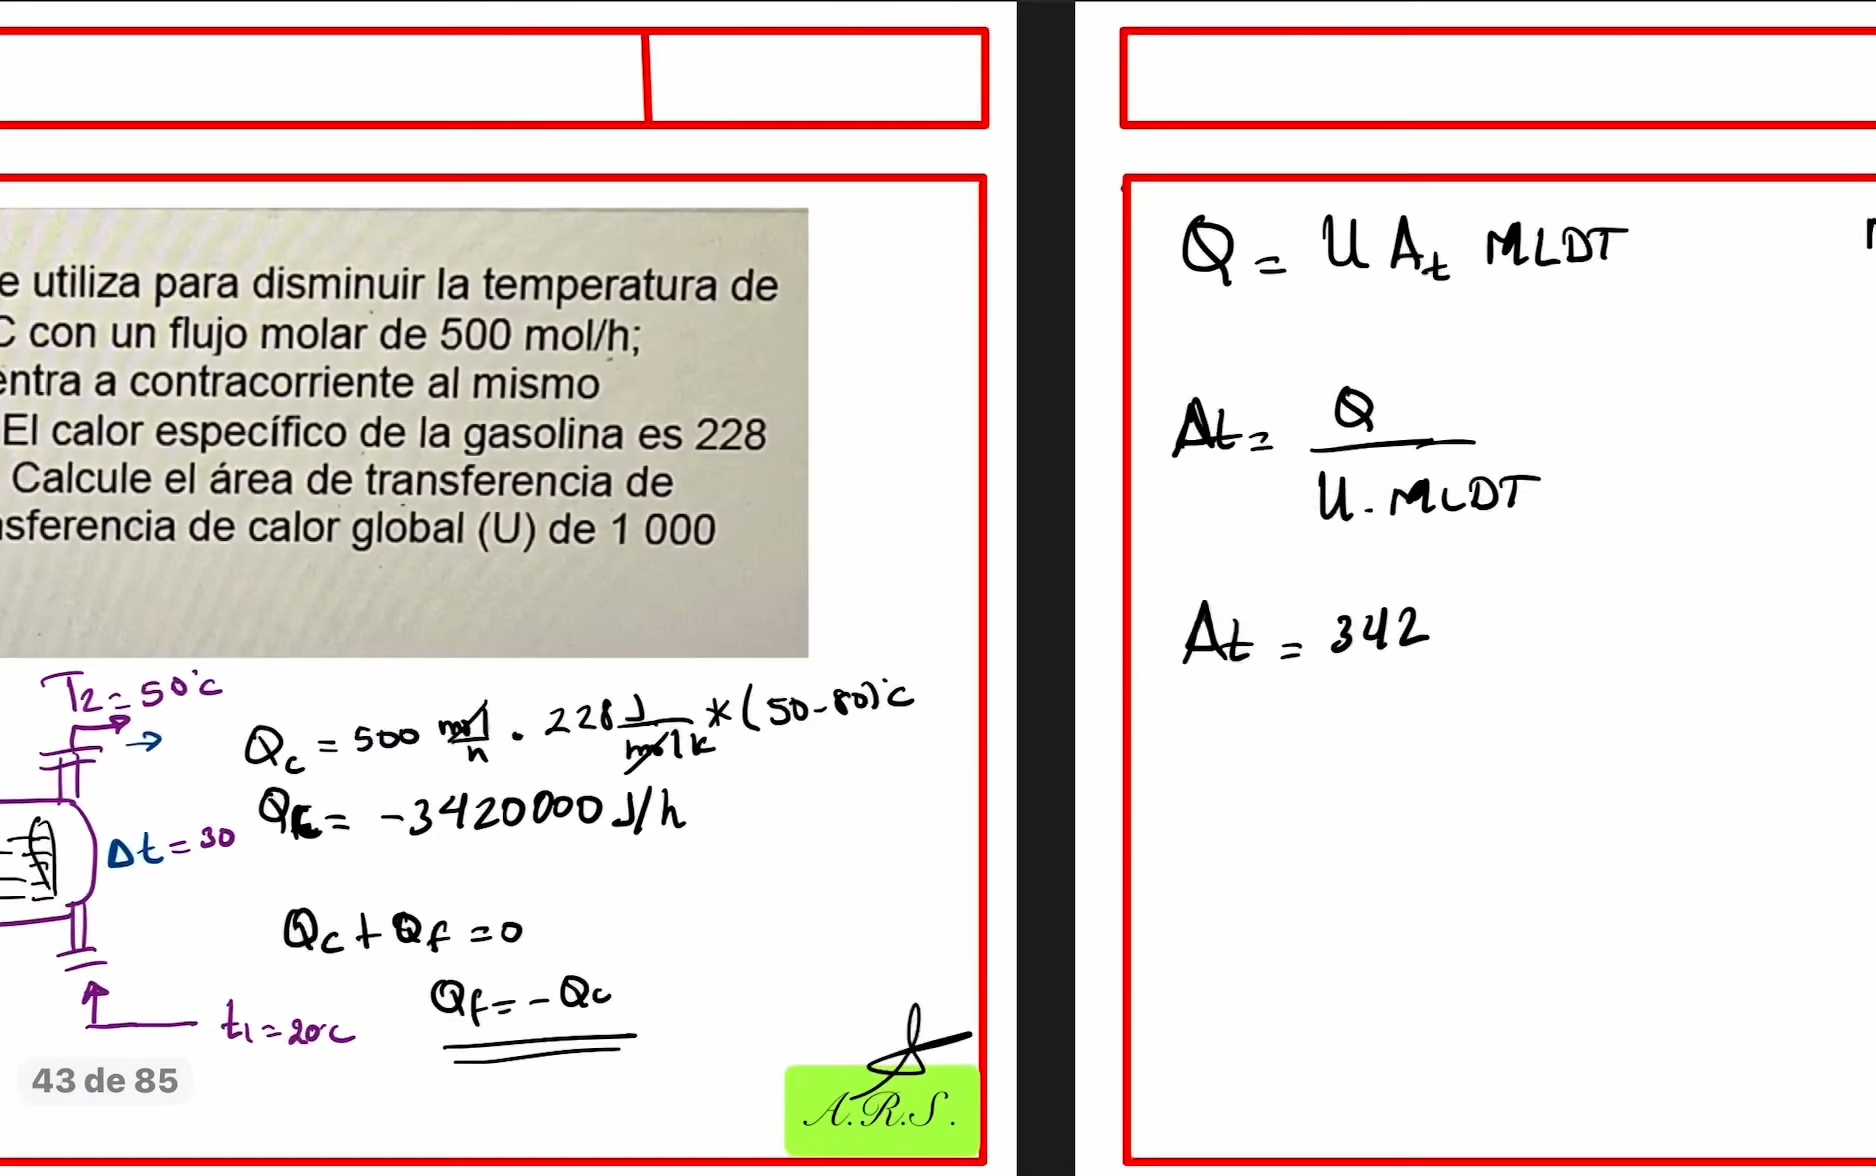 e utiliza para disminuir la temperatura de
C con un flujo molar de 500 mol/h;
entra a contracorriente al mismo
El calor específico de la gasolina es 228
Calcule el área de transferencia de
sferencia de calor global (U) de 1 000
T2 = 50°C
Qc = 500 mol/h . 228 J/mol k * (50-80)°C
Qc = -3420000 J/h
Δt = 30
Qc + Qf = 0
Qf = - Qc
t1 = 20°C
43 de 85
A.R.S.
Q = U At MLDT
At = Q / U . MLDT
At = 342